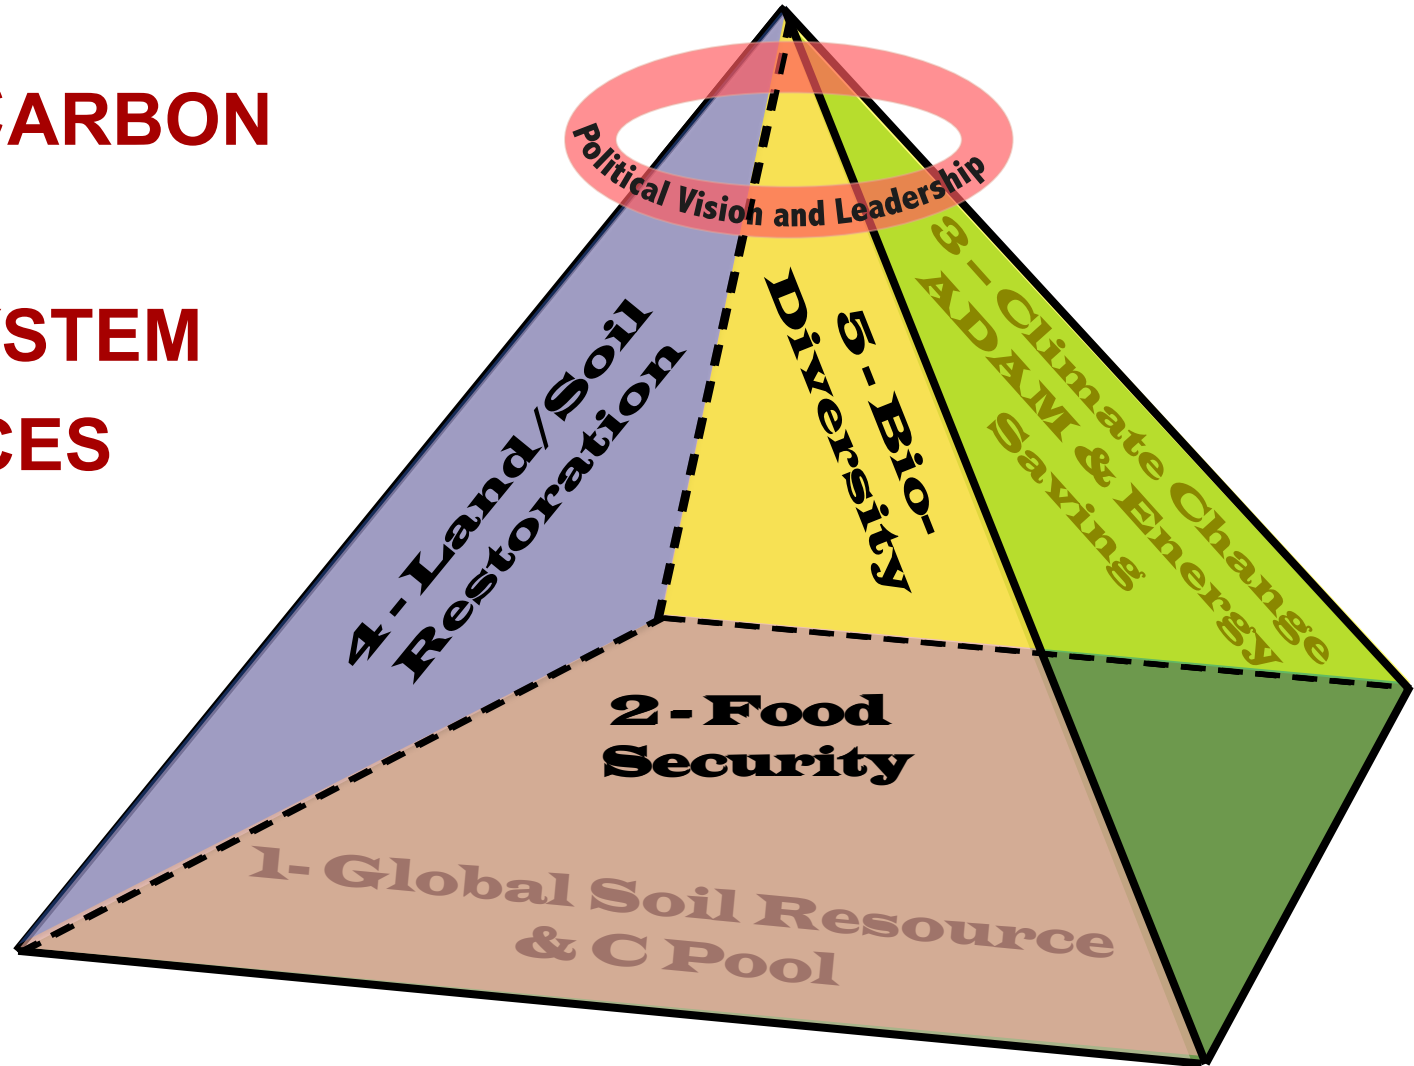 CARBON
YSTEM
CES
Political Vision and Leadership
3 - Climate Change
ADAM & Energy
Saving
5 - Bio-
Diversity
4 - Land/Soil
Restoration
2 - Food
Security
1- Global Soil Resource
& C Pool